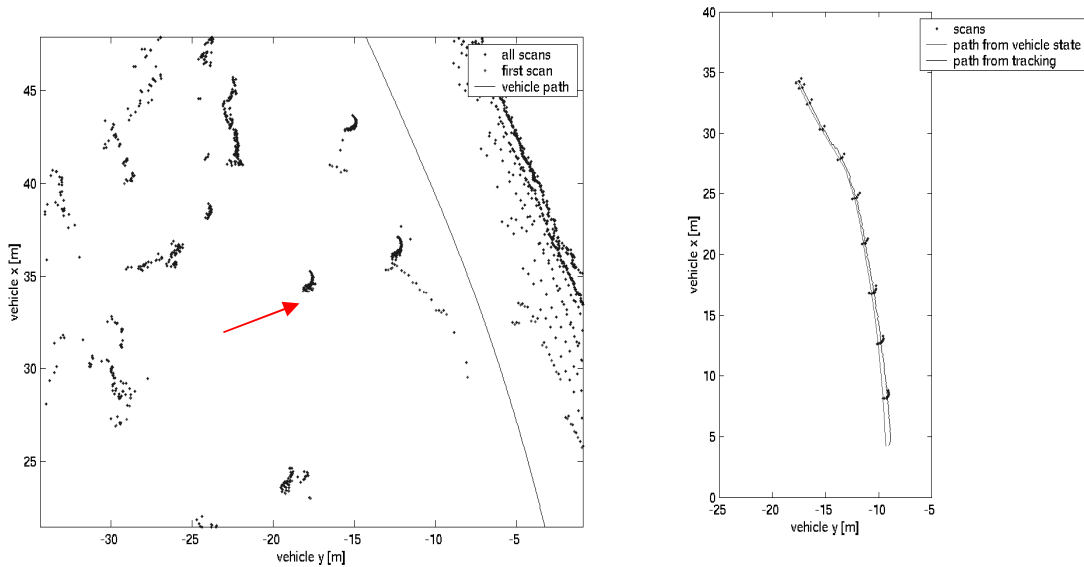 all scans
first scan
vehicle path
45
40
35
30
25
-30
-25
-20
-15
-10
-5
vehicle y [m]
vehicle x [m]
scans
path from vehicle state
path from tracking
40
35
30
25
20
15
10
5
0
-25
-20
-15
-10
-5
vehicle y [m]
vehicle x [m]